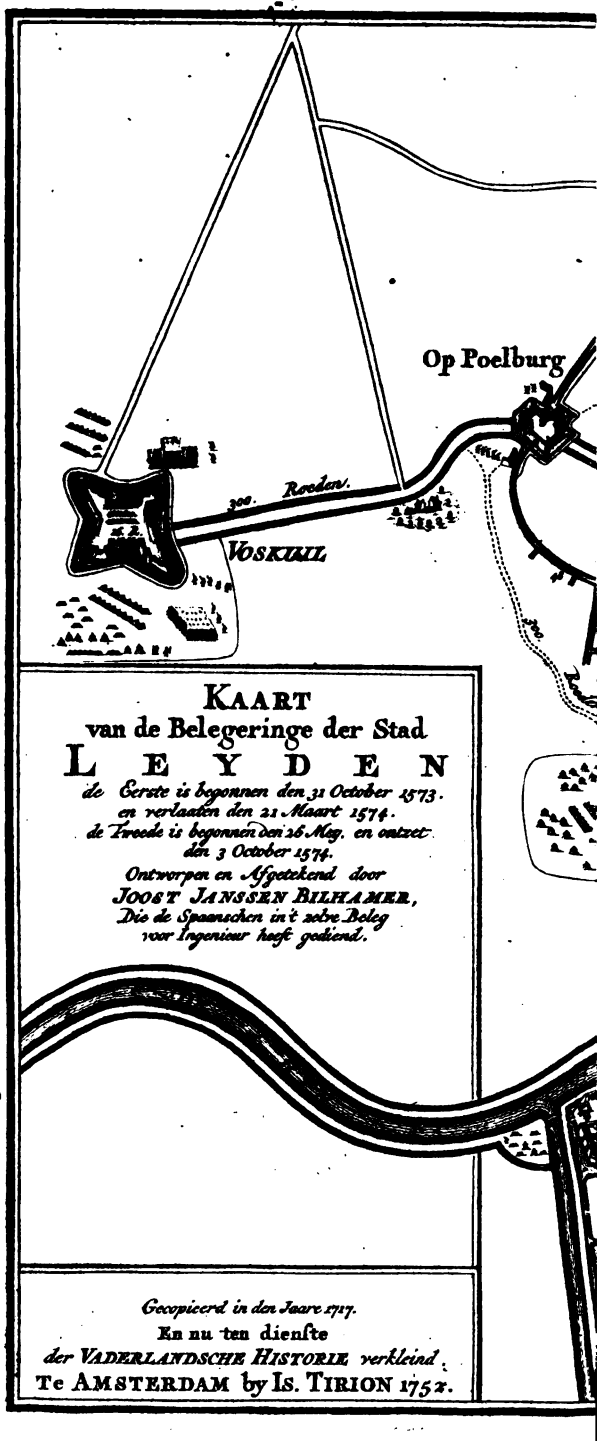 Op Poelburg
300. Roeden.
VOSKUIL
300
KAART
van de Belegeringe der Stad
LEYDEN
de Eerste is begonnen den 31 October 1573.
en verlaaten den 21 Maart 1574.
de Tweede is begonnen den 26 Mey. en ontzet
den 3 October 1574.
Ontworpen en Afgetekend door
JOOST JANSSEN BILHAMER,
Die de Spaanschen in't zelve Beleg
voor Ingenieur heeft gediend.
Gecopieerd in den Jaare 1717.
En nu ten dienſte
der VADERLANDSCHE HISTORIE verkleind.
Te AMSTERDAM by IS. TIRION 1752.